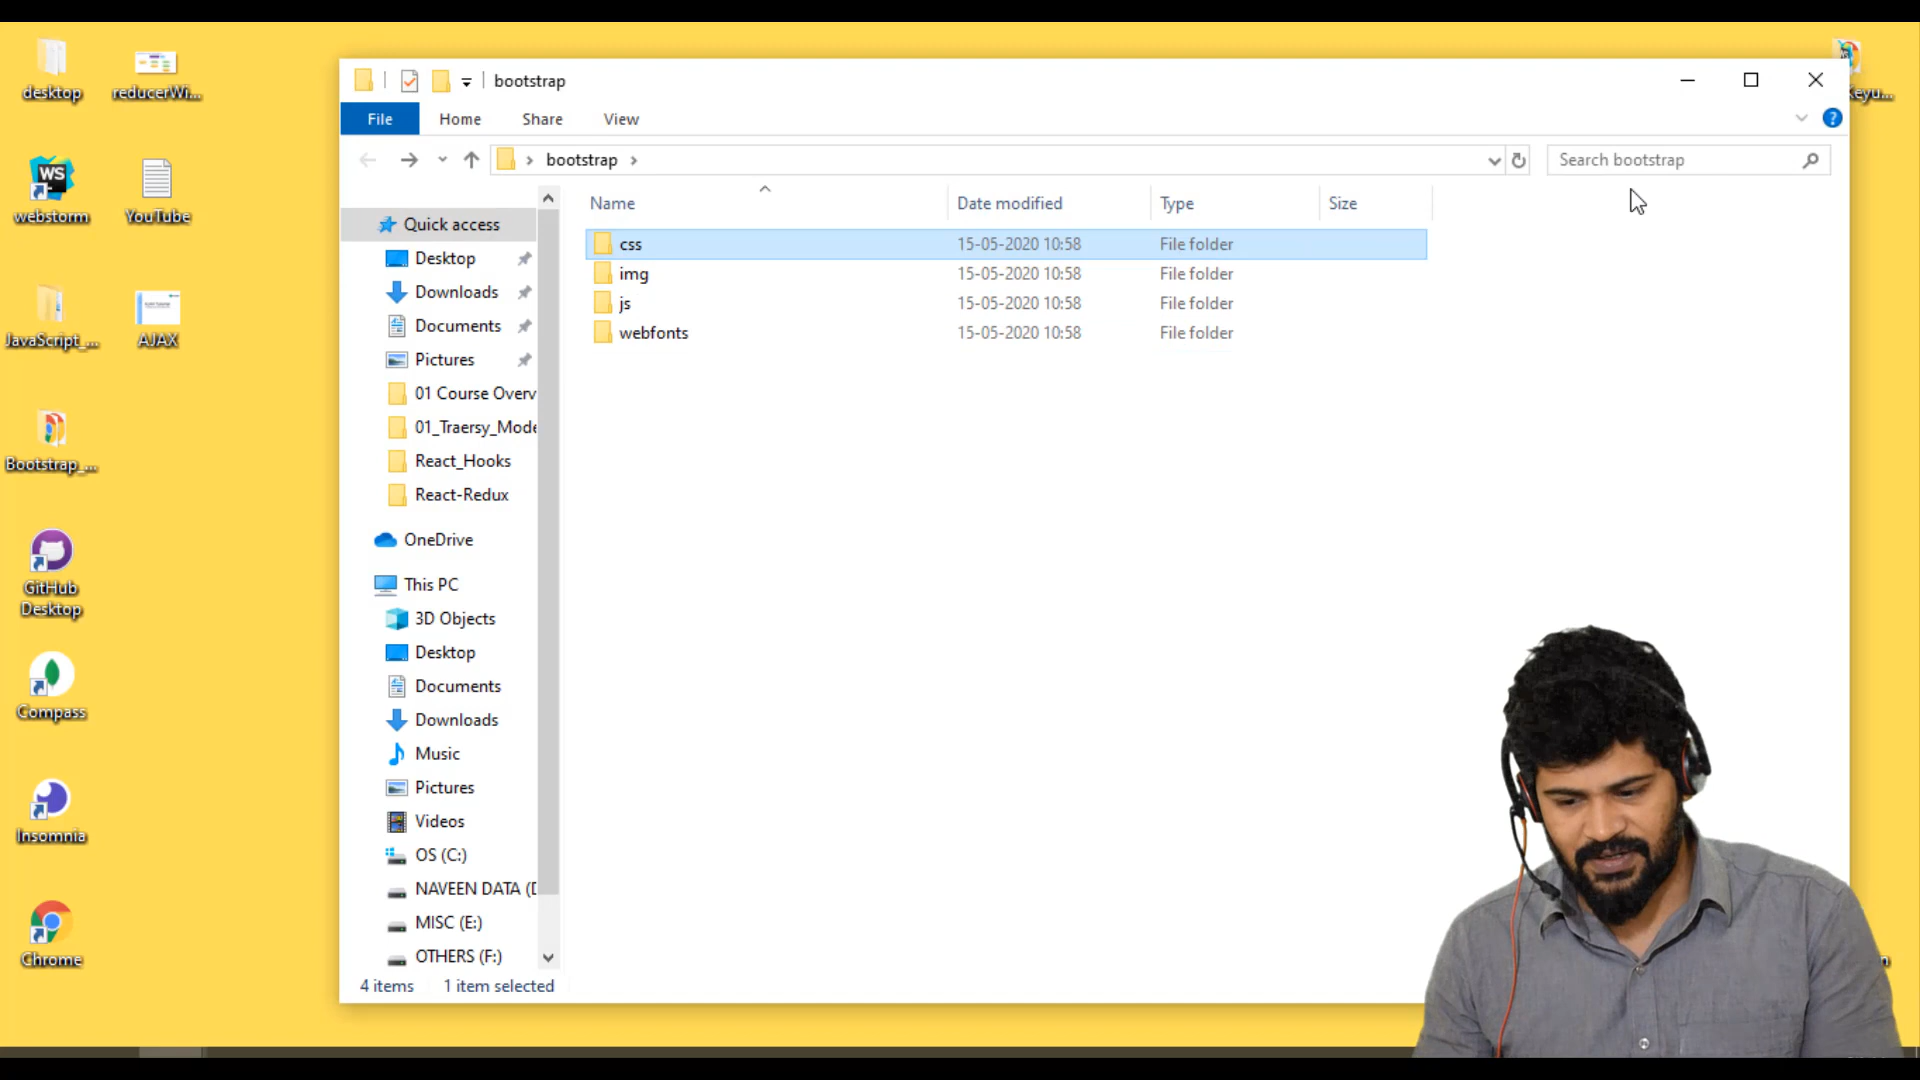 desktop
reducerWi...
webstorm
YouTube
WS
JavaScript_...
AJAX
Bootstrap_...
GitHub
Desktop
Compass
Insomnia
Chrome
bootstrap
File
Home
Share
View
?
bootstrap
Search bootstrap
Name
Date modified
Type
Size
css
15-05-2020 10:58
File folder
img
15-05-2020 10:58
File folder
js
15-05-2020 10:58
File folder
webfonts
15-05-2020 10:58
File folder
Quick access
Desktop
Downloads
Documents
Pictures
01 Course Overv
01_Traersy_Mode
React_Hooks
React-Redux
OneDrive
This PC
3D Objects
Desktop
Documents
Downloads
Music
Pictures
Videos
OS (C:)
NAVEEN DATA (D
MISC (E:)
OTHERS (F:)
4 items
1 item selected
Keyu...